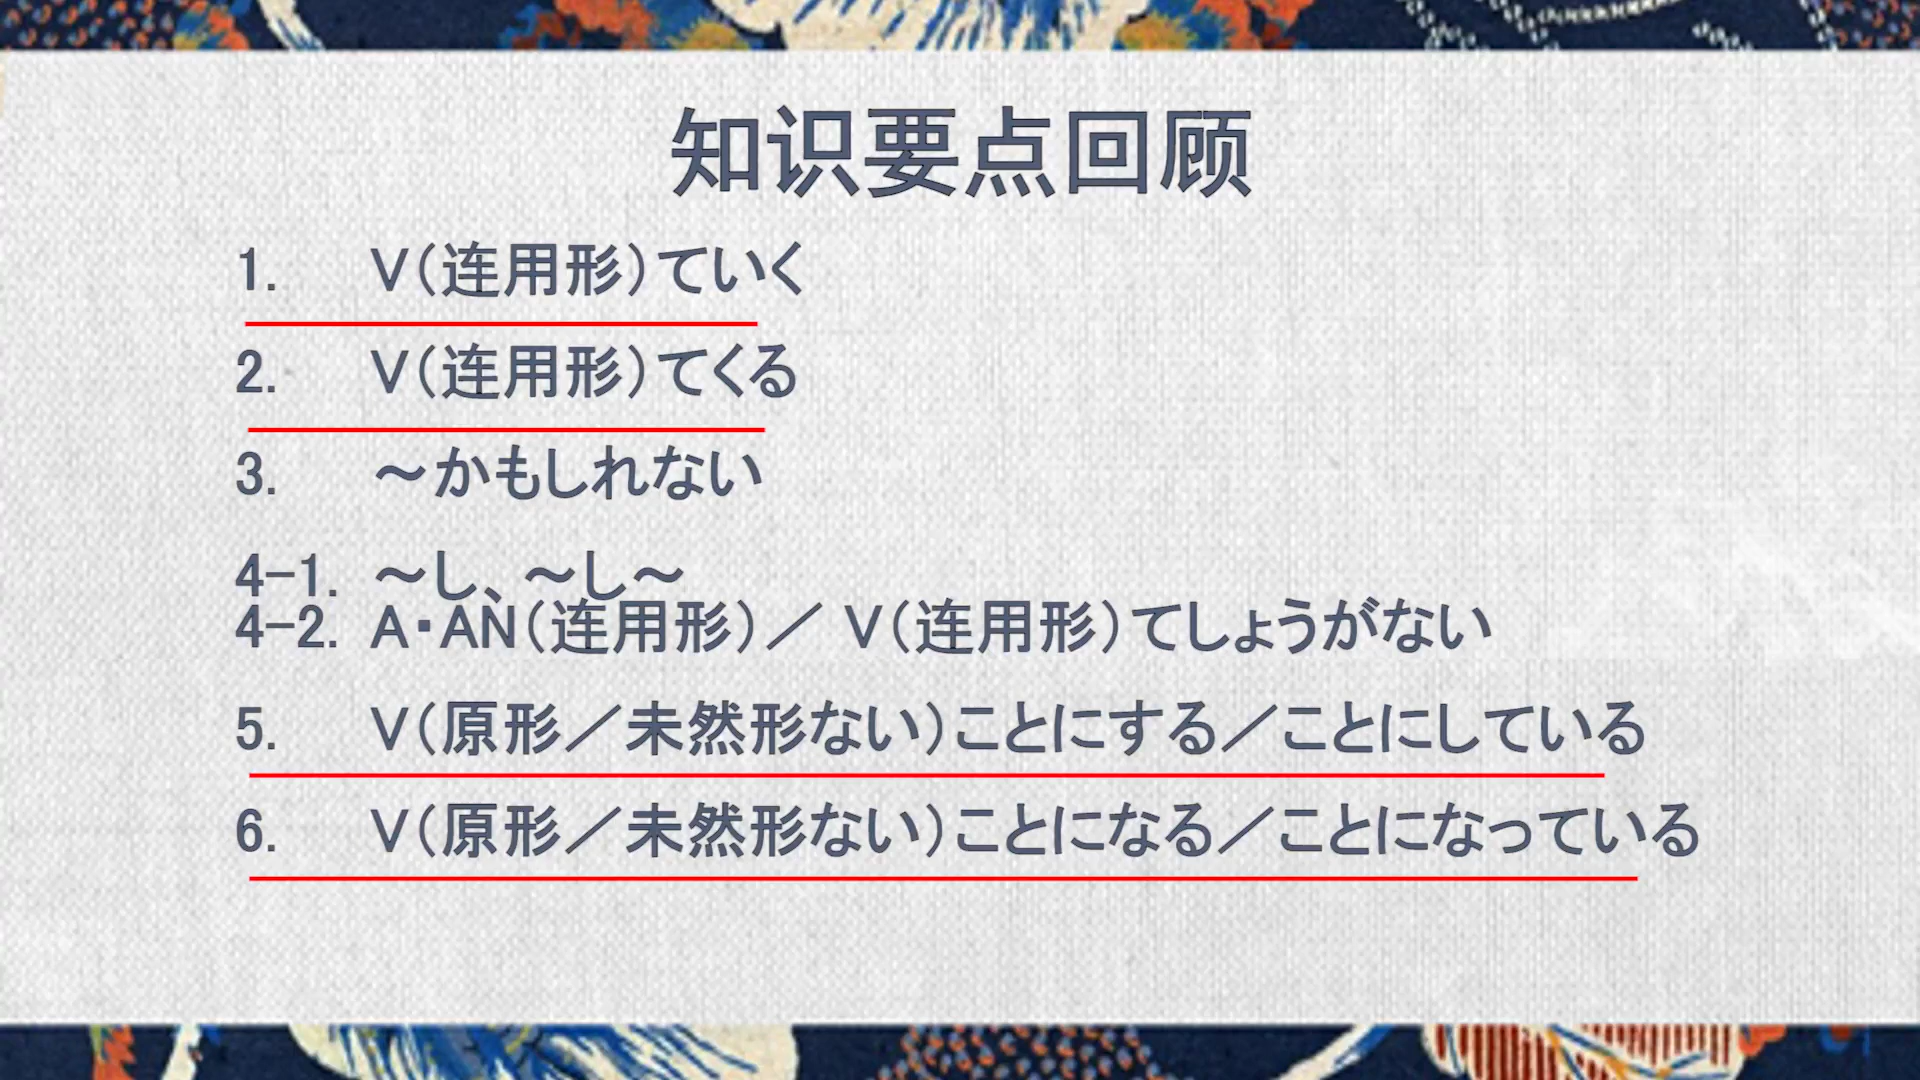 知识要点回顾
1. V(连用形)ていく
2. V(连用形)てくる
3. ～かもしれない
4-1. ～し、～し～
4-2. A・AN(连用形)／ V(连用形)てしょうがない
5. V(原形／未然形ない)ことにする／ことにしている
6. V(原形／未然形ない)ことになる／ことになっている